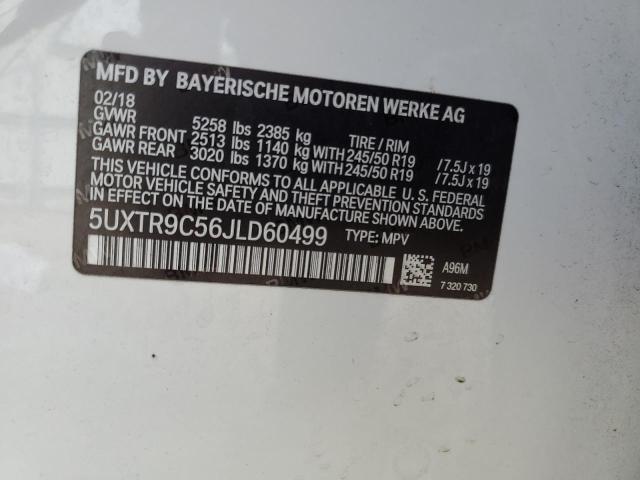 MFD BY BAYERISCHE MOTOREN WERKE AG
02/18
GVWR 5258 lbs 2385 kg TIRE / RIM
GAWR FRONT 2513 lbs 1140 kg WITH 245/50 R19 / 7.5J x 19
GAWR REAR 3020 lbs 1370 kg WITH 245/50 R19 / 7.5J x 19
THIS VEHICLE CONFORMS TO ALL APPLICABLE U.S. FEDERAL
MOTOR VEHICLE SAFETY AND THEFT PREVENTION STANDARDS
IN EFFECT ON THE DATE OF MANUFACTURE SHOWN ABOVE.
5UXTR9C56JLD60499 TYPE: MPV
A96M
7 320 730